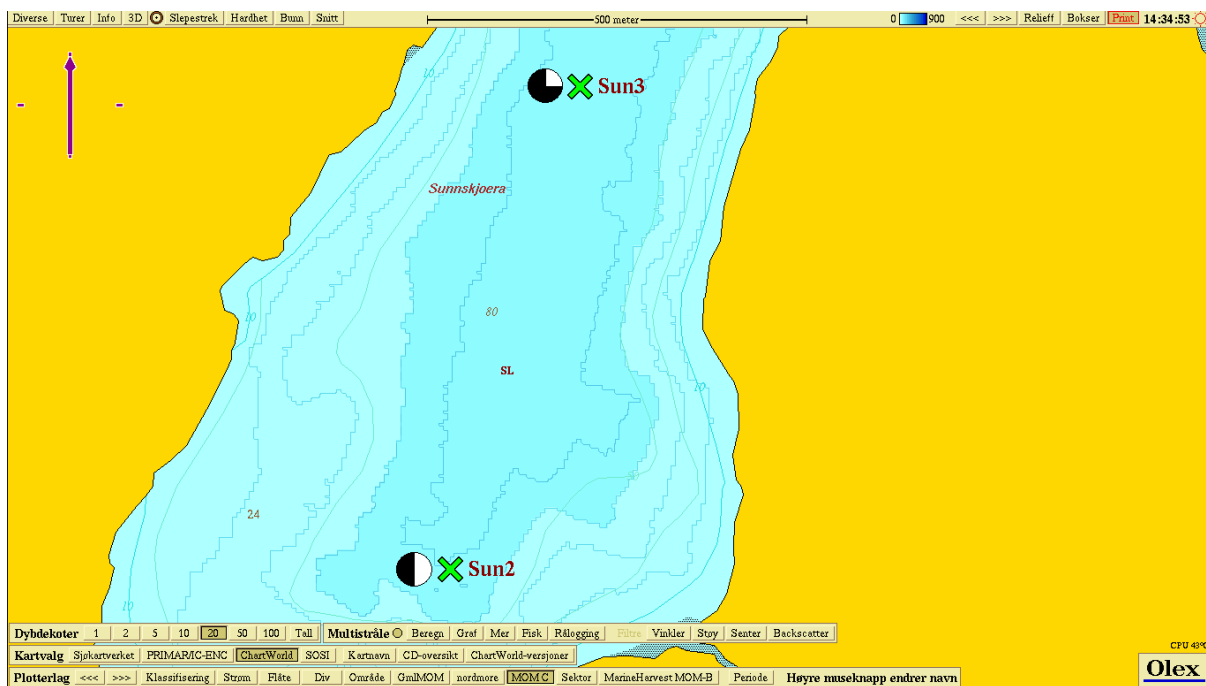 Diverse Turer Info 3D Slepestrek Hardhet Bunn Snitt 500 meter 0 900 <<< >>> Relieff Bokser Print 14:34:53
10
Sun3
Sunnskjoera
80
10
SL
10
24
Sun2
10
Dybdekoter 1 2 5 10 20 50 100 Tall Multistråle Beregn Graf Mer Fisk Rålogging Filtre Vinkler Støy Senter Backscatter
CPU 43°C
Kartvalg Sjøkartverket PRIMAR/IC-ENC ChartWorld SOSI Kartnavn CD-oversikt ChartWorld-versjoner
Olex
Plotterlag <<< >>> Klassifisering Strøm Flåte Div Område GmlMOM nordmore MOM C Sektor MarineHarvest MOM-B Periode Høyre museknapp endrer navn